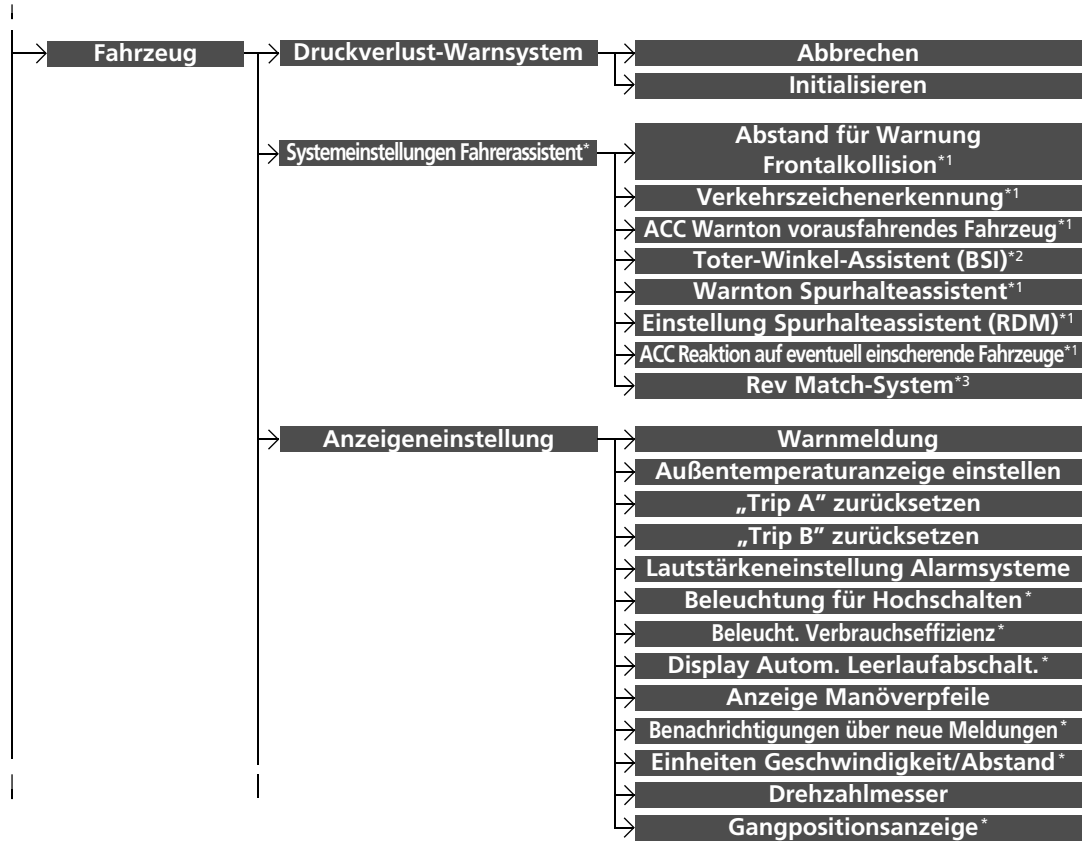 Fahrzeug
Druckverlust-Warnsystem
Abbrechen
Initialisieren
Systemeinstellungen Fahrerassistent*
Abstand für Warnung
Frontalkollision*1
Verkehrszeichenerkennung*1
ACC Warnton vorausfahrendes Fahrzeug*1
Toter-Winkel-Assistent (BSI)*2
Warnton Spurhalteassistent*1
Einstellung Spurhalteassistent (RDM)*1
ACC Reaktion auf eventuell einscherende Fahrzeuge*1
Rev Match-System*3
Anzeigeneinstellung
Warnmeldung
Außentemperaturanzeige einstellen
„Trip A” zurücksetzen
„Trip B” zurücksetzen
Lautstärkeneinstellung Alarmsysteme
Beleuchtung für Hochschalten*
Beleucht. Verbrauchseffizienz*
Display Autom. Leerlaufabschalt.*
Anzeige Manöverpfeile
Benachrichtigungen über neue Meldungen*
Einheiten Geschwindigkeit/Abstand*
Drehzahlmesser
Gangpositionsanzeige*